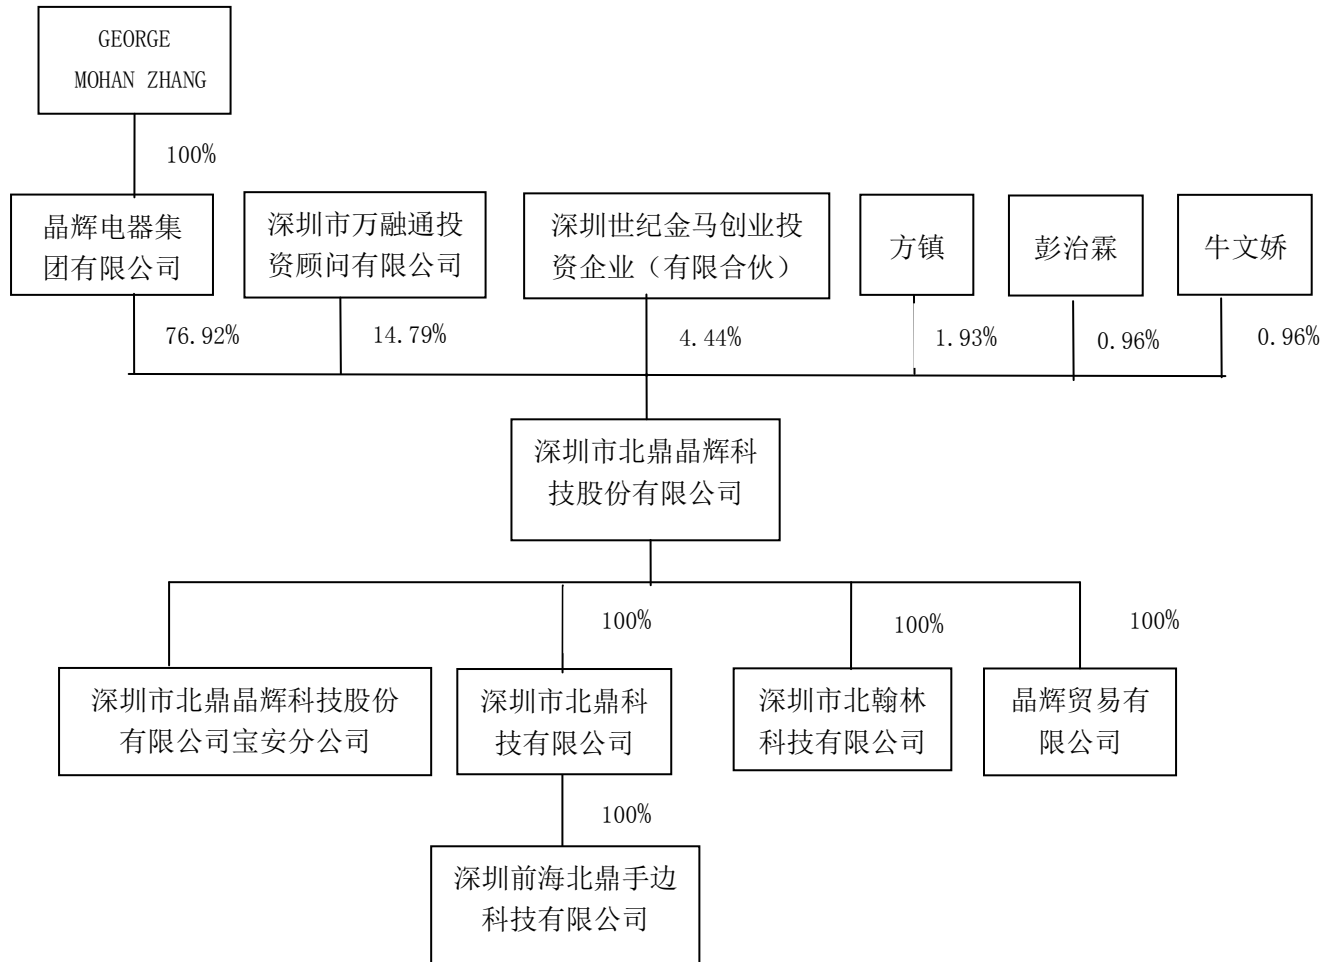 GEORGE
MOHAN ZHANG
100%
晶辉电器集
团有限公司
深圳市万融通投
资顾问有限公司
深圳世纪金马创业投
资企业（有限合伙）
方镇
彭治霖
牛文娇
76.92%
14.79%
4.44%
1.93%
0.96%
0.96%
深圳市北鼎晶辉科
技股份有限公司
100%
100%
100%
深圳市北鼎晶辉科技股份
有限公司宝安分公司
深圳市北鼎科
技有限公司
深圳市北翰林
科技有限公司
晶辉贸易有
限公司
100%
深圳前海北鼎手边
科技有限公司